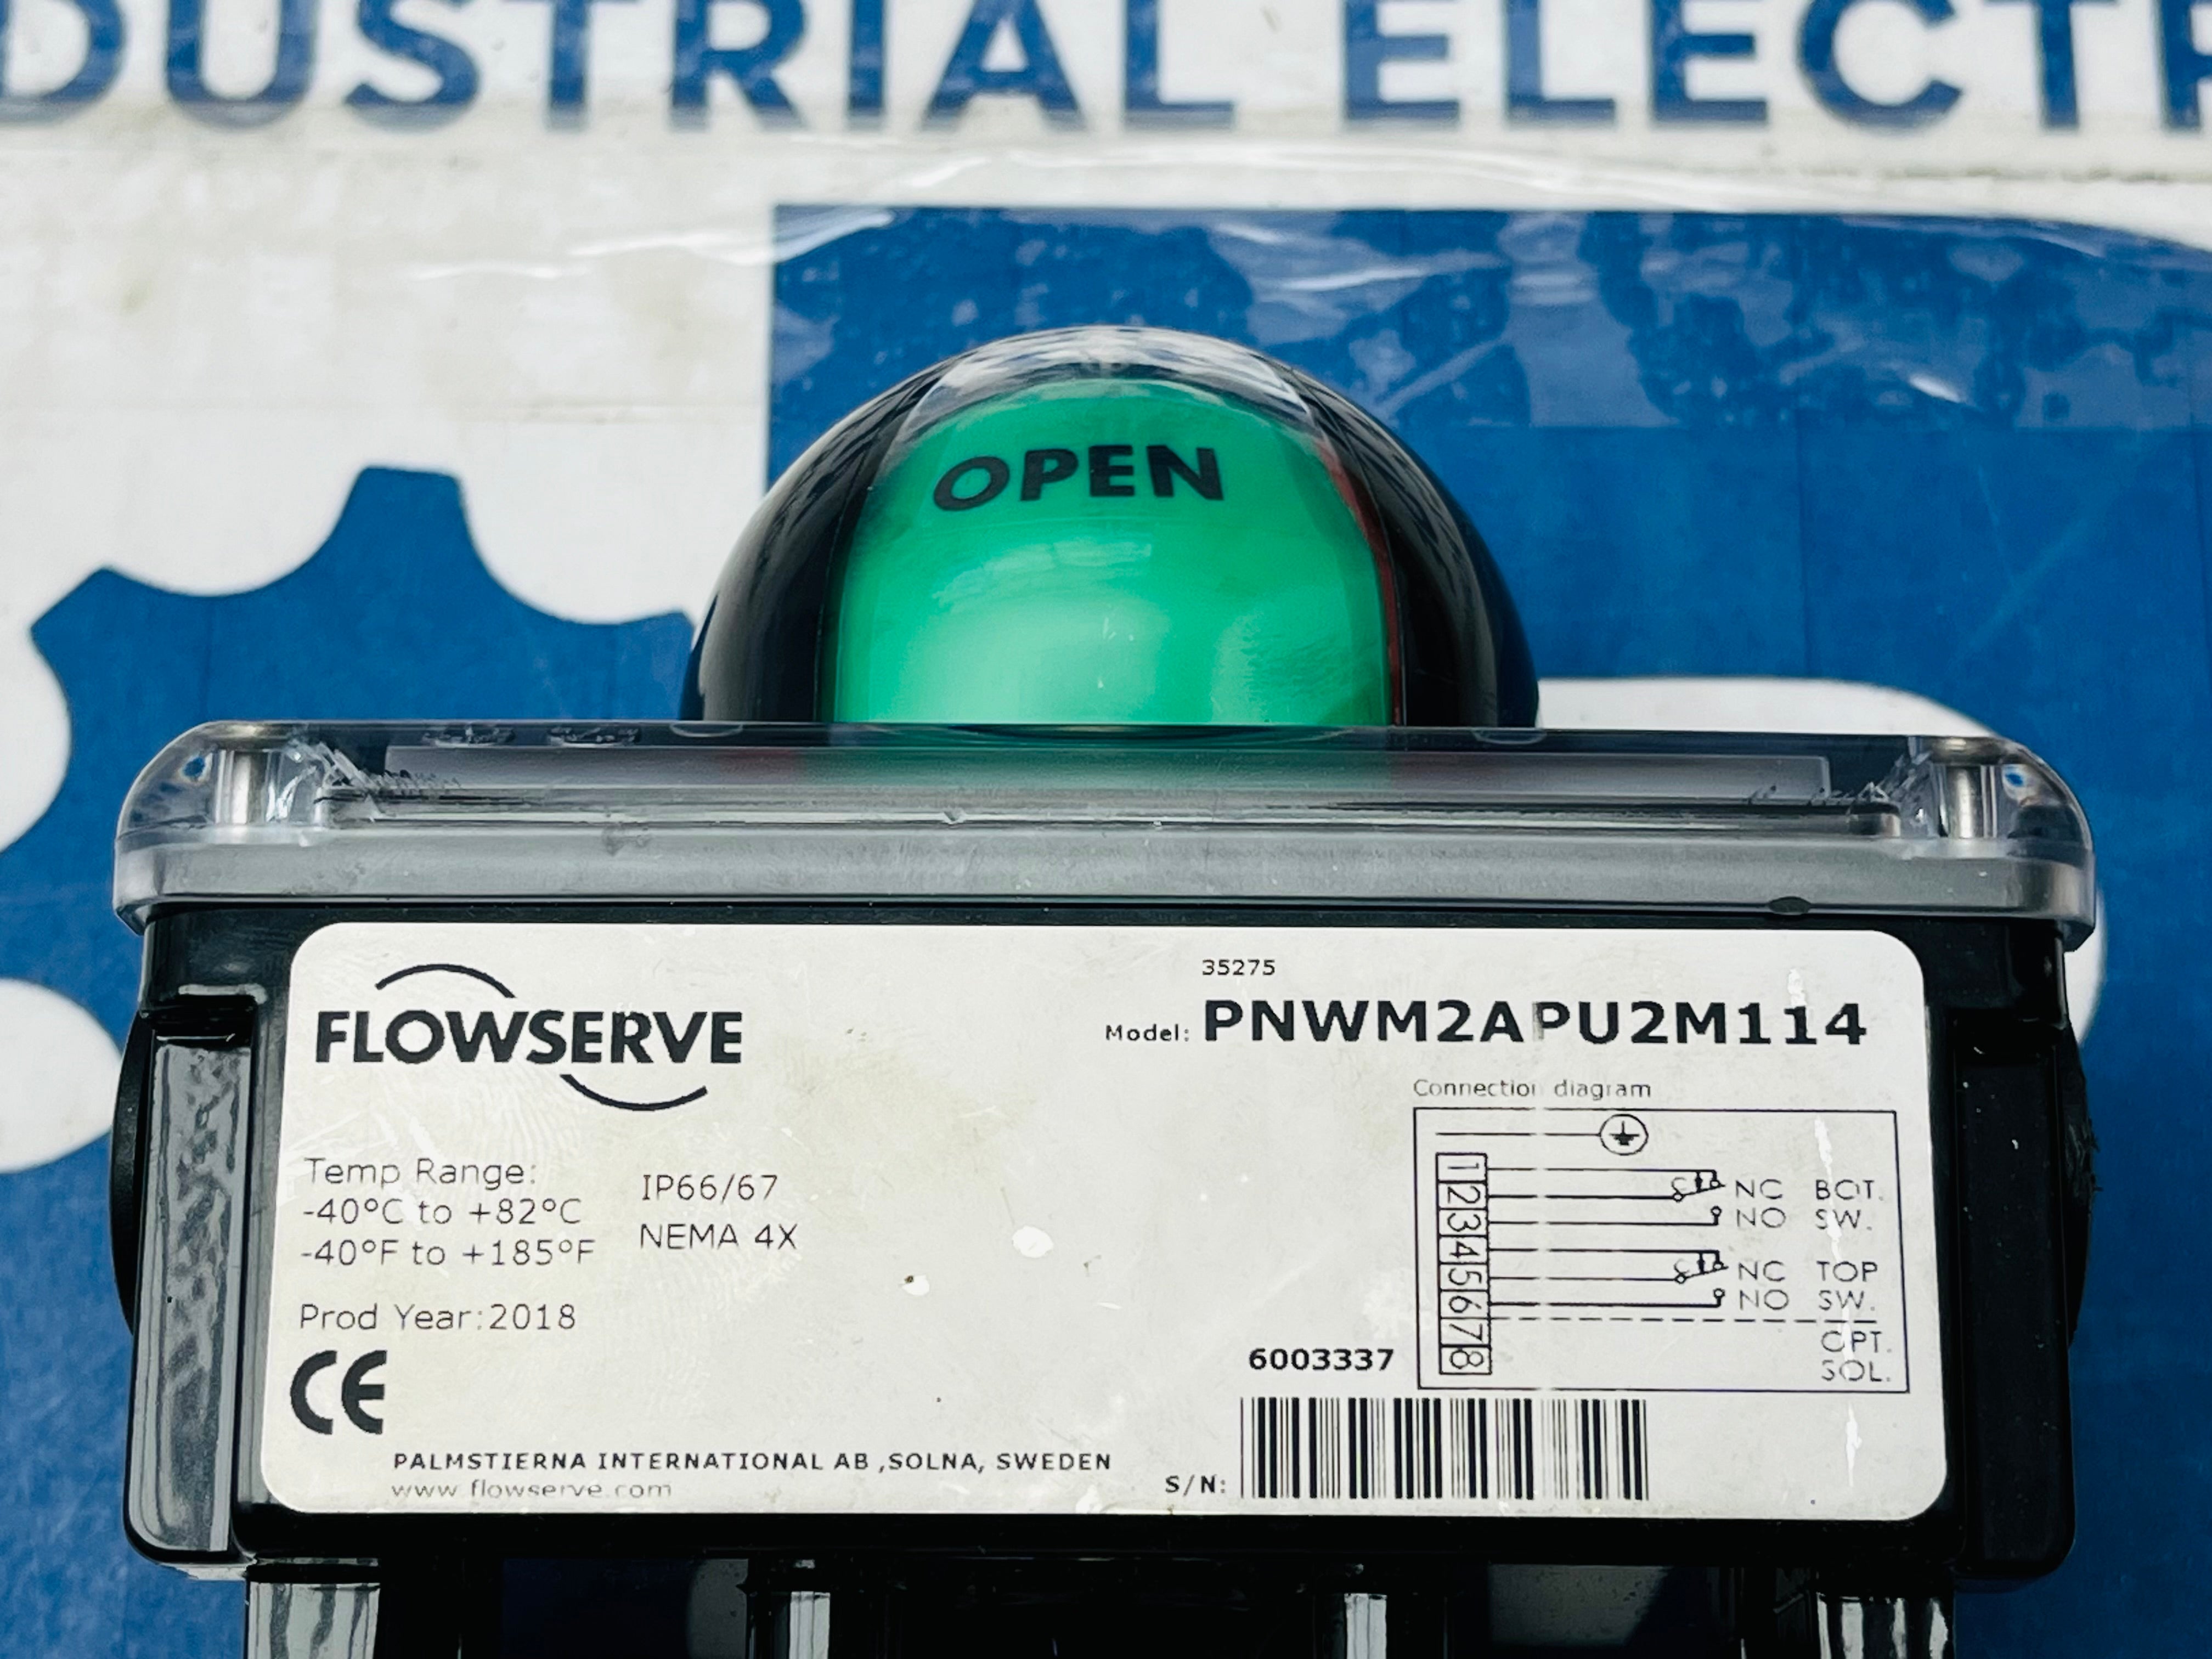 DUSTRIAL ELECTR
OPEN
FLOWSERVE
35275
Model: PNWM2APU2M114
Connection diagram
Temp Range:
-40°C to +82°C
-40°F to +185°F
IP66/67
NEMA 4X
Prod Year:2018
CE
1
2
3
4
5
6
7
8
NC BOT.
NO SW.
NC TOP
NO SW.
OPT.
SOL.
6003337
PALMSTIERNA INTERNATIONAL AB ,SOLNA, SWEDEN
www.flowserve.com
S/N: